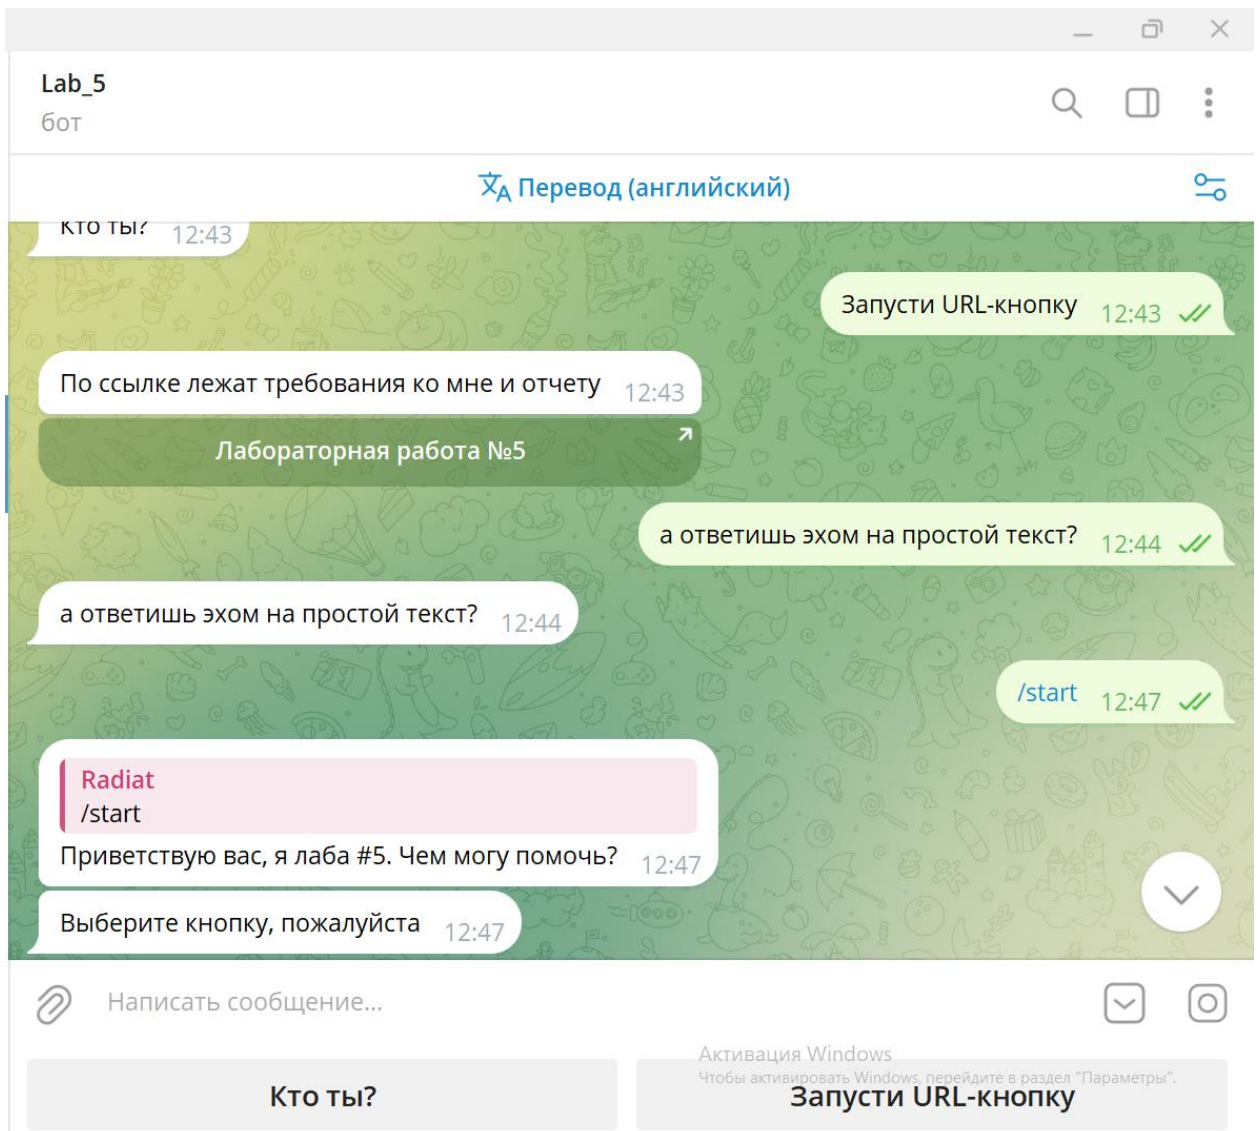 Lab_5
бот
Перевод (английский)
Кто ты? 12:43
Запусти URL-кнопку 12:43
По ссылке лежат требования ко мне и отчету 12:43
Лабораторная работа №5
а ответишь эхом на простой текст? 12:44
а ответишь эхом на простой текст? 12:44
/start 12:47
Radiat
/start
Приветствую вас, я лаба #5. Чем могу помочь? 12:47
Выберите кнопку, пожалуйста 12:47
Написать сообщение...
Активация Windows
Чтобы активировать Windows, перейдите в раздел "Параметры".
Кто ты?
Запусти URL-кнопку